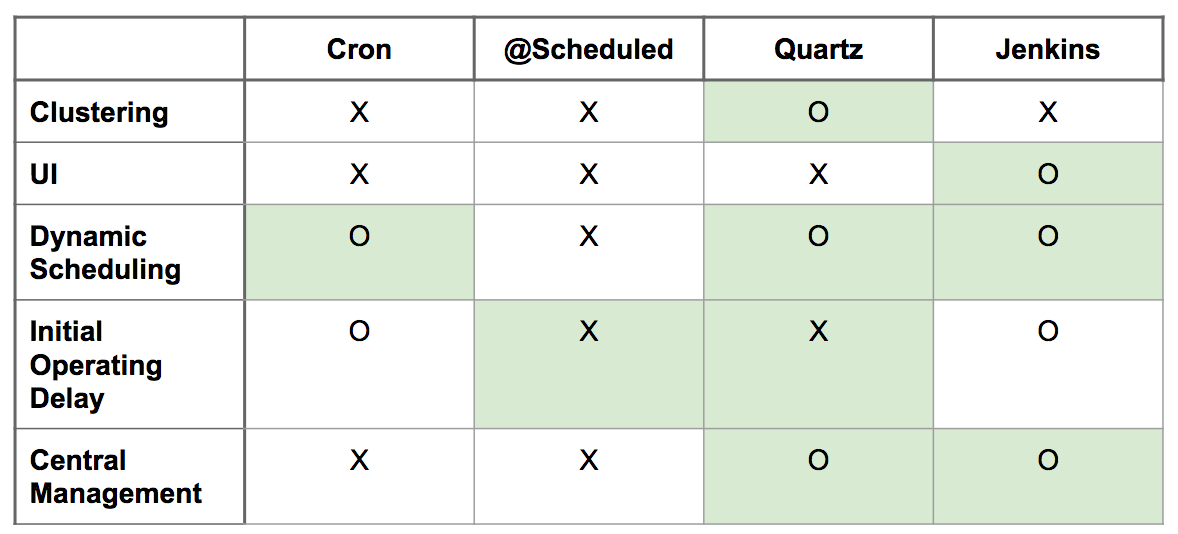 Cron @Scheduled Quartz Jenkins
Clustering X X O X
UI X X X O
Dynamic O X O O
Scheduling
Initial O X X O
Operating
Delay
Central X X O O
Management